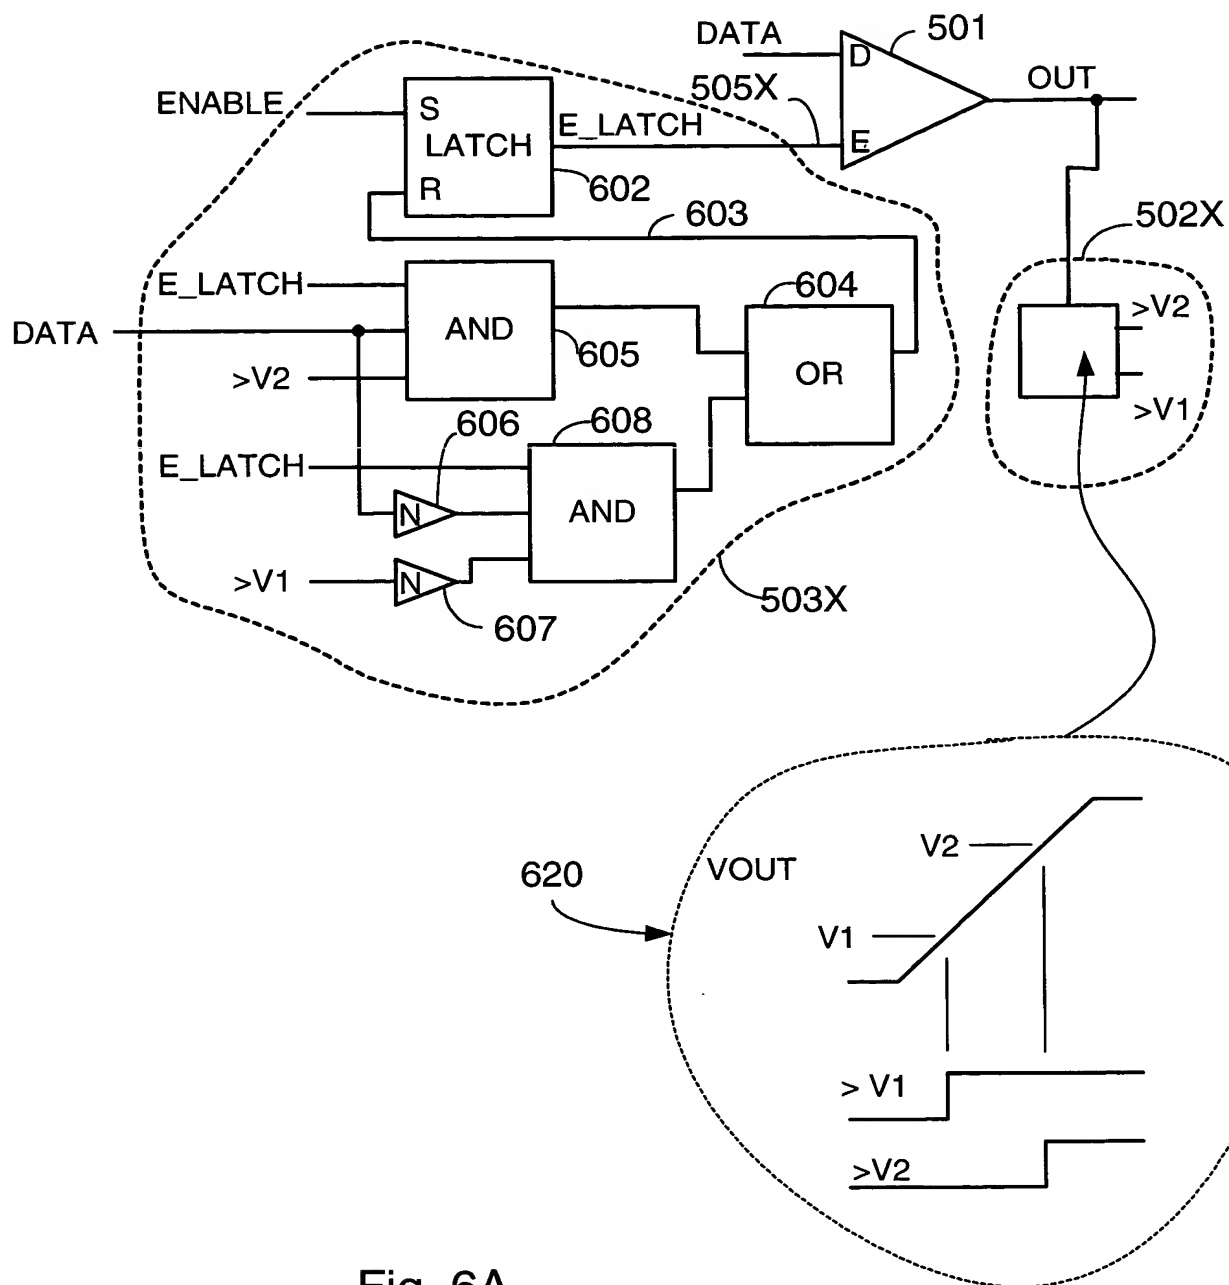 DATA
501
D
OUT
ENABLE
505X
S
E_LATCH
LATCH
E
R
602
603
502X
E_LATCH
604
>V2
DATA
AND
605
OR
>V2
>V1
606
608
E_LATCH
N
AND
>V1
N
503X
607
V2
VOUT
620
V1
> V1
>V2
Fig. 6A